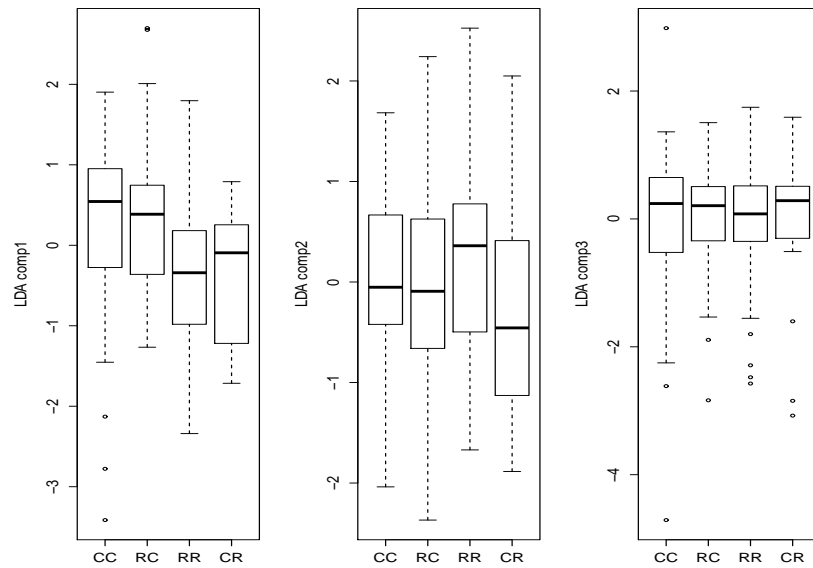 LDA comp1
2
1
0
−1
−2
−3
CC RC RR CR
LDA comp2
2
1
0
−1
−2
CC RC RR CR
LDA comp3
2
0
−2
−4
CC RC RR CR